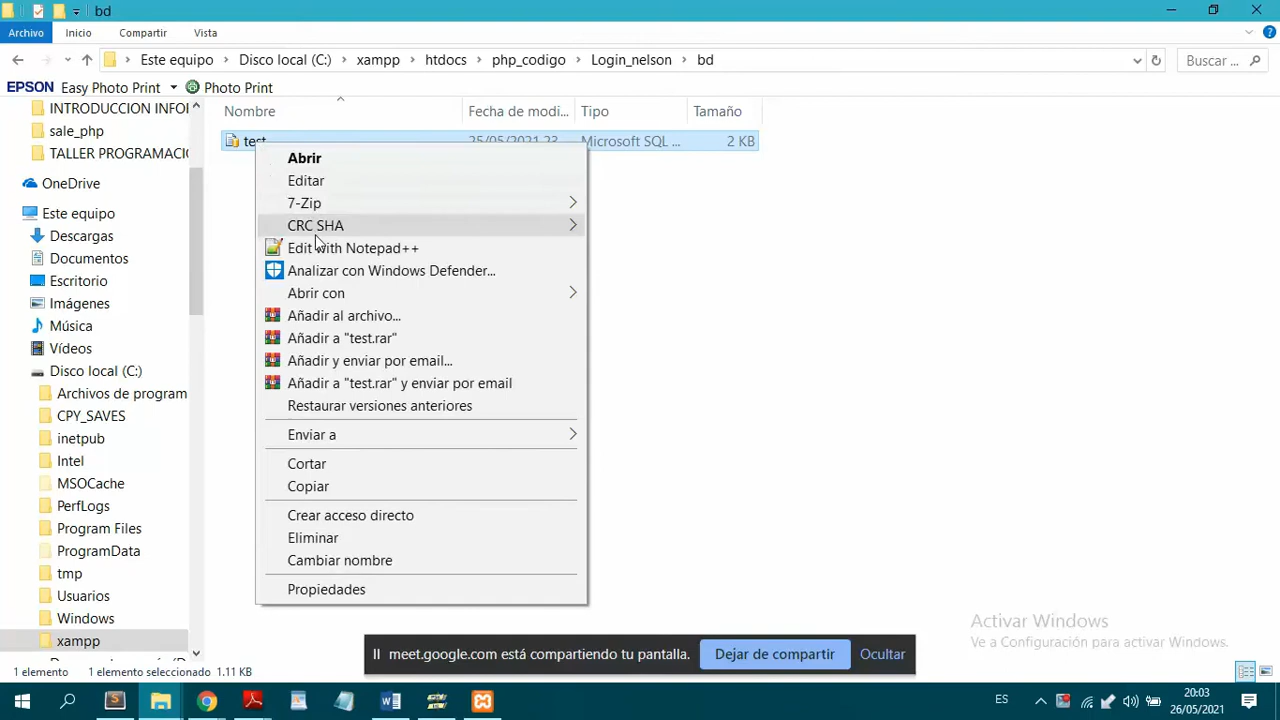 bd
Archivo Inicio Compartir Vista
Este equipo Disco local (C:) xampp htdocs php_codigo Login_nelson bd Buscar ...
EPSON Easy Photo Print Photo Print
INTRODUCCION INFOI
sale_php
TALLER PROGRAMACIO
OneDrive
Este equipo
Descargas
Documentos
Escritorio
Imágenes
Música
Vídeos
Disco local (C:)
Archivos de program
CPY_SAVES
inetpub
Intel
MSOCache
PerfLogs
Program Files
ProgramData
tmp
Usuarios
Windows
xampp
Nombre Fecha de modi... Tipo Tamaño
test 25/05/2021 23 Microsoft SQL ... 2 KB
Abrir
Editar
7-Zip
CRC SHA
Edit with Notepad++
Analizar con Windows Defender...
Abrir con
Añadir al archivo...
Añadir a "test.rar"
Añadir y enviar por email...
Añadir a "test.rar" y enviar por email
Restaurar versiones anteriores
Enviar a
Cortar
Copiar
Crear acceso directo
Eliminar
Cambiar nombre
Propiedades
Activar Windows
Ve a Configuración para activar Windows.
meet.google.com está compartiendo tu pantalla. Dejar de compartir Ocultar
1 elemento 1 elemento seleccionado 1.11 KB
ES
20:03
26/05/2021